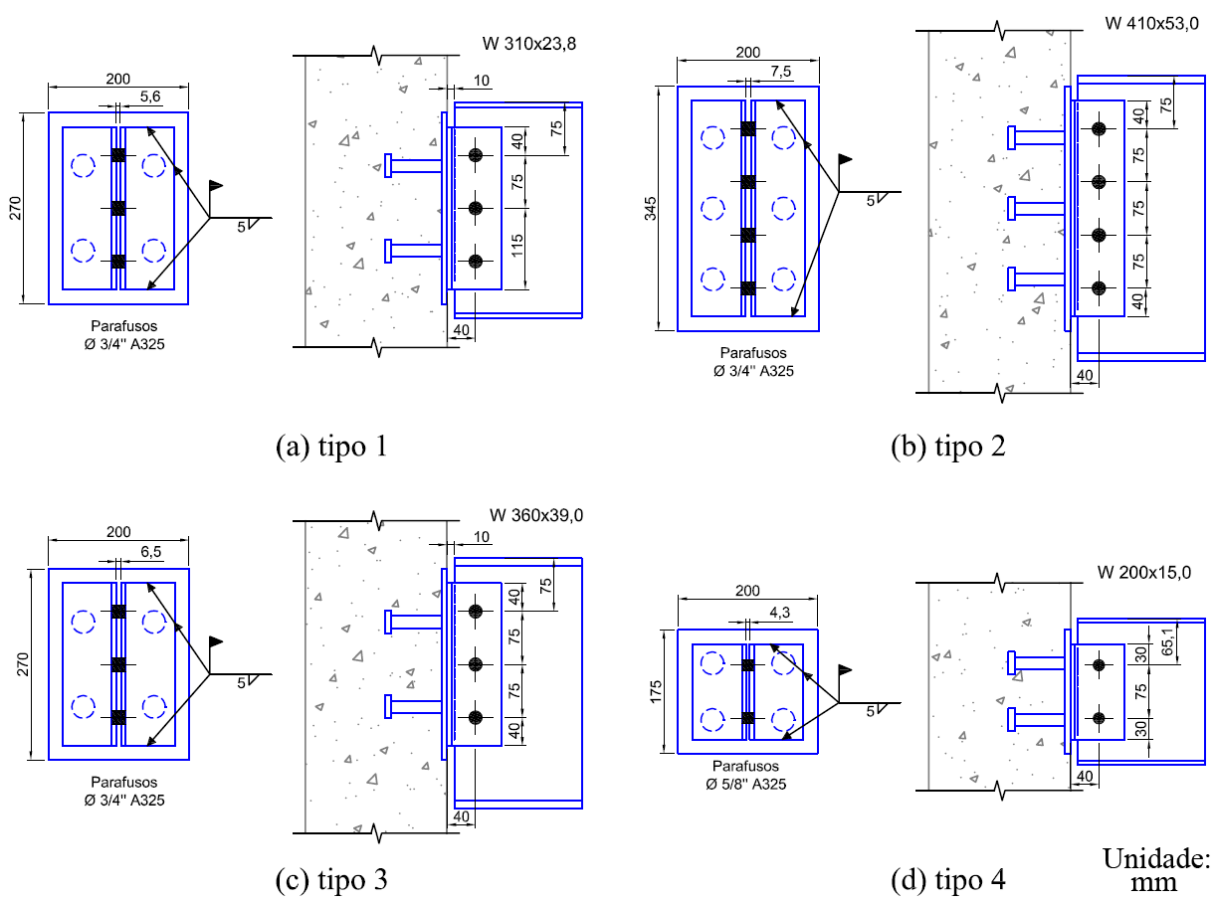 W 310x23,8
200
5,6
10
75
40
75
115
270
5
40
Parafusos
Ø 3/4" A325
(a) tipo 1
W 410x53,0
200
7,5
75
40
75
75
75
40
345
5
40
Parafusos
Ø 3/4" A325
(b) tipo 2
W 360x39,0
200
6,5
10
75
40
75
75
40
270
5
40
Parafusos
Ø 3/4" A325
(c) tipo 3
W 200x15,0
200
4,3
65,1
30
75
30
175
5
40
Parafusos
Ø 5/8" A325
(d) tipo 4
Unidade:
mm